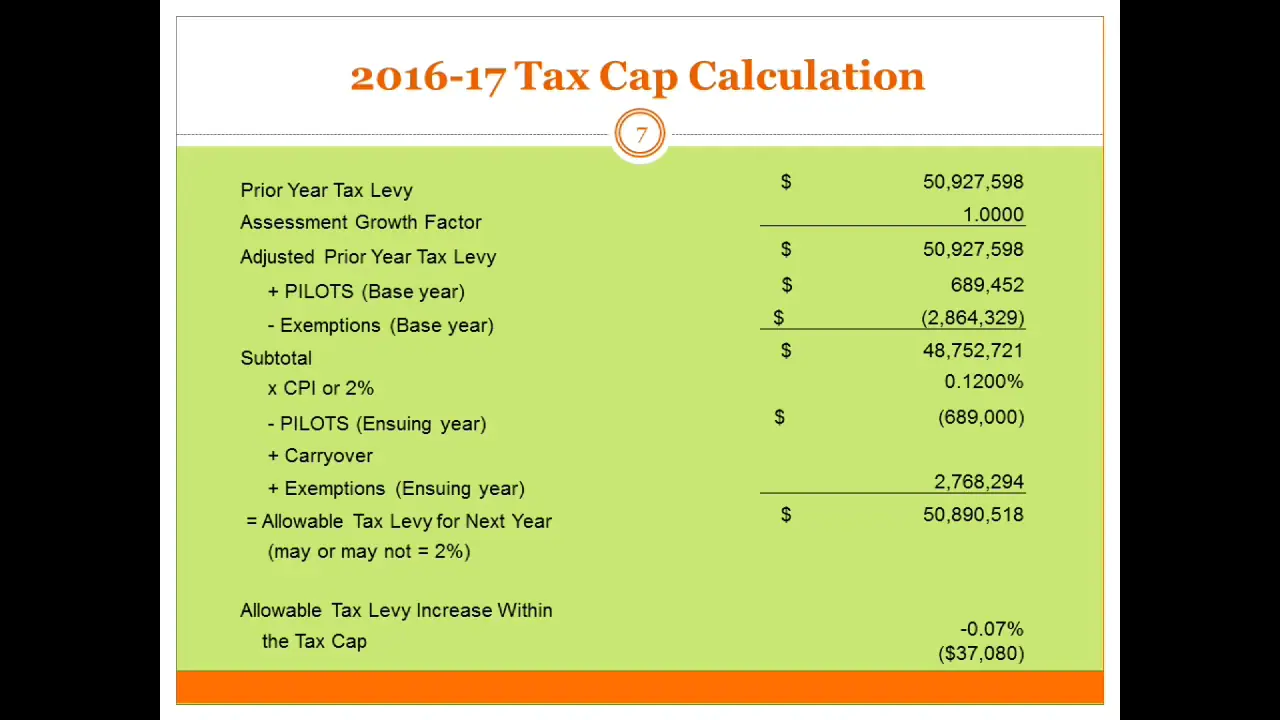 2016-17 Tax Cap Calculation
7
Prior Year Tax Levy $ 50,927,598
Assessment Growth Factor 1.0000
Adjusted Prior Year Tax Levy $ 50,927,598
+ PILOTS (Base year) $ 689,452
- Exemptions (Base year) $ (2,864,329)
Subtotal $ 48,752,721
x CPI or 2% 0.1200%
- PILOTS (Ensuing year) $ (689,000)
+ Carryover
+ Exemptions (Ensuing year) 2,768,294
= Allowable Tax Levy for Next Year $ 50,890,518
(may or may not = 2%)
Allowable Tax Levy Increase Within
the Tax Cap -0.07%
($37,080)